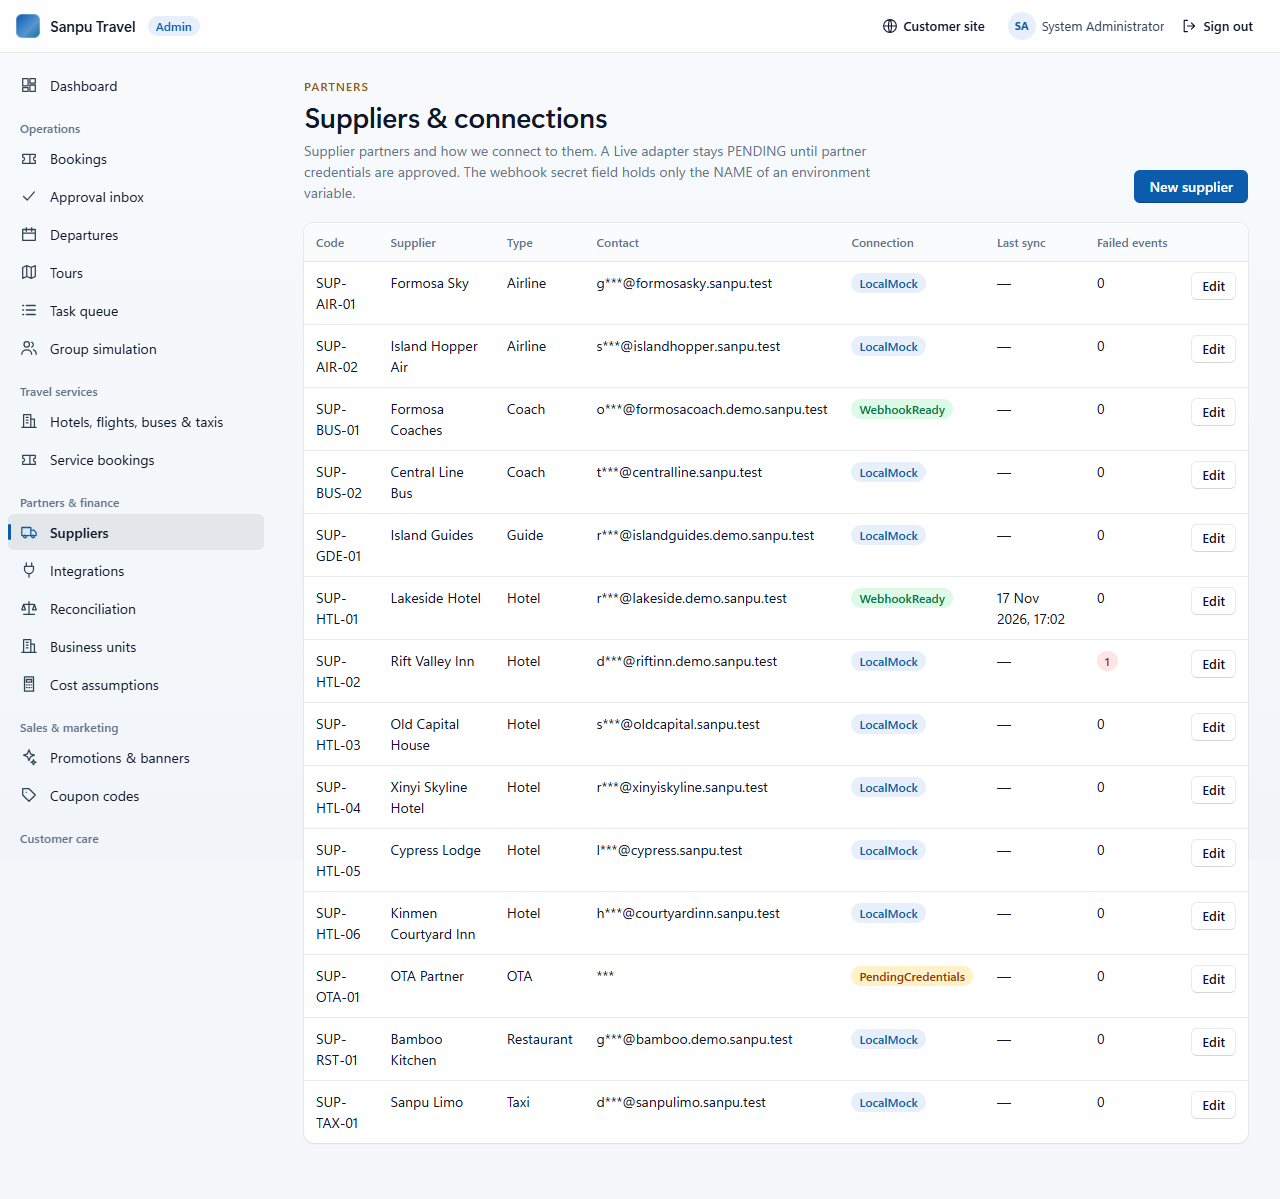 Sanpu Travel Admin Customer site SA System Administrator Sign out
Dashboard
Operations
Bookings
Approval inbox
Departures
Tours
Task queue
Group simulation
Travel services
Hotels, flights, buses & taxis
Service bookings
Partners & finance
Suppliers
Integrations
Reconciliation
Business units
Cost assumptions
Sales & marketing
Promotions & banners
Coupon codes
Customer care
PARTNERS
Suppliers & connections
Supplier partners and how we connect to them. A Live adapter stays PENDING until partner
credentials are approved. The webhook secret field holds only the NAME of an environment
variable.
New supplier
Code Supplier Type Contact Connection Last sync Failed events
SUP- Formosa Sky Airline g***@formosasky.sanpu.test LocalMock — 0 Edit
AIR-01
SUP- Island Hopper Airline s***@islandhopper.sanpu.test LocalMock — 0 Edit
AIR-02 Air
SUP- Formosa Coach o***@formosacoach.demo.sanpu.test WebhookReady — 0 Edit
BUS-01 Coaches
SUP- Central Line Coach t***@centralline.sanpu.test LocalMock — 0 Edit
BUS-02 Bus
SUP- Island Guides Guide r***@islandguides.demo.sanpu.test LocalMock — 0 Edit
GDE-01
SUP- Lakeside Hotel Hotel r***@lakeside.demo.sanpu.test WebhookReady 17 Nov 0 Edit
HTL-01 2026, 17:02
SUP- Rift Valley Inn Hotel d***@riftinn.demo.sanpu.test LocalMock — 1 Edit
HTL-02
SUP- Old Capital Hotel s***@oldcapital.sanpu.test LocalMock — 0 Edit
HTL-03 House
SUP- Xinyi Skyline Hotel r***@xinyiskyline.sanpu.test LocalMock — 0 Edit
HTL-04 Hotel
SUP- Cypress Lodge Hotel l***@cypress.sanpu.test LocalMock — 0 Edit
HTL-05
SUP- Kinmen Hotel h***@courtyardinn.sanpu.test LocalMock — 0 Edit
HTL-06 Courtyard Inn
SUP- OTA Partner OTA *** PendingCredentials — 0 Edit
OTA-01
SUP- Bamboo Restaurant g***@bamboo.demo.sanpu.test LocalMock — 0 Edit
RST-01 Kitchen
SUP- Sanpu Limo Taxi d***@sanpulimo.sanpu.test LocalMock — 0 Edit
TAX-01